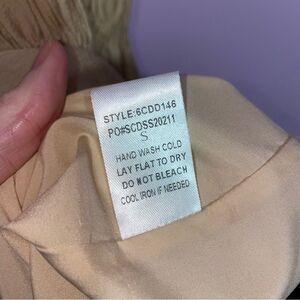 STYLE:6CDD146
PO#SCDSS20211
S
HAND WASH COLD
LAY FLAT TO DRY
DO NOT BLEACH
COOL IRON IF NEEDED